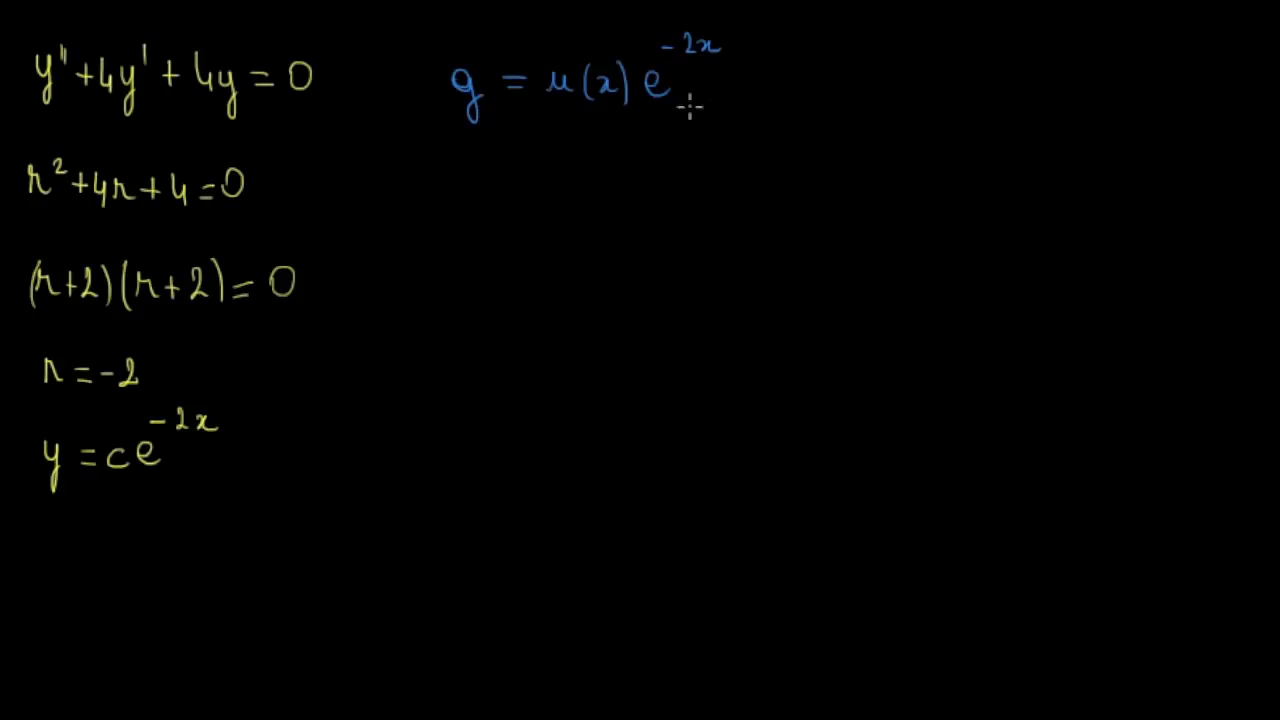 y'' + 4y' + 4y = 0
r² + 4r + 4 = 0
(r+2)(r+2) = 0
r = -2
y = ce^{-2x}
g = u(x) e^{-2x}